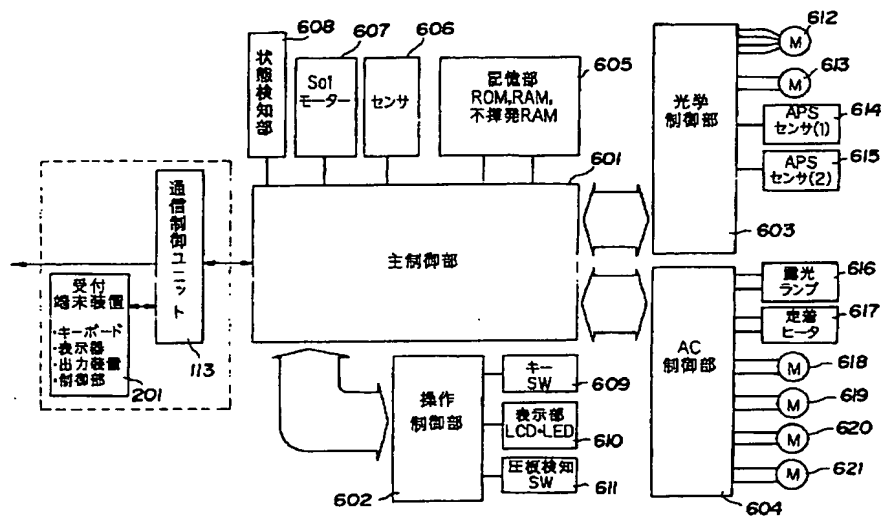 608
607
606
605
状態検知部
Sol
モーター
センサ
記憶部
ROM,RAM,
不揮発RAM
601
通信制御ユニット
受付
端末装置
・キーボード
・表示器
・出力装置
・制御部
201
113
主制御部
操作
制御部
602
キー
SW
609
表示部
LCD・LED
610
圧板検知
SW
611
光学
制御部
603
M
612
M
613
APS
センサ(1)
614
APS
センサ(2)
615
AC
制御部
604
露光
ランプ
616
定着
ヒータ
617
M
618
M
619
M
620
M
621